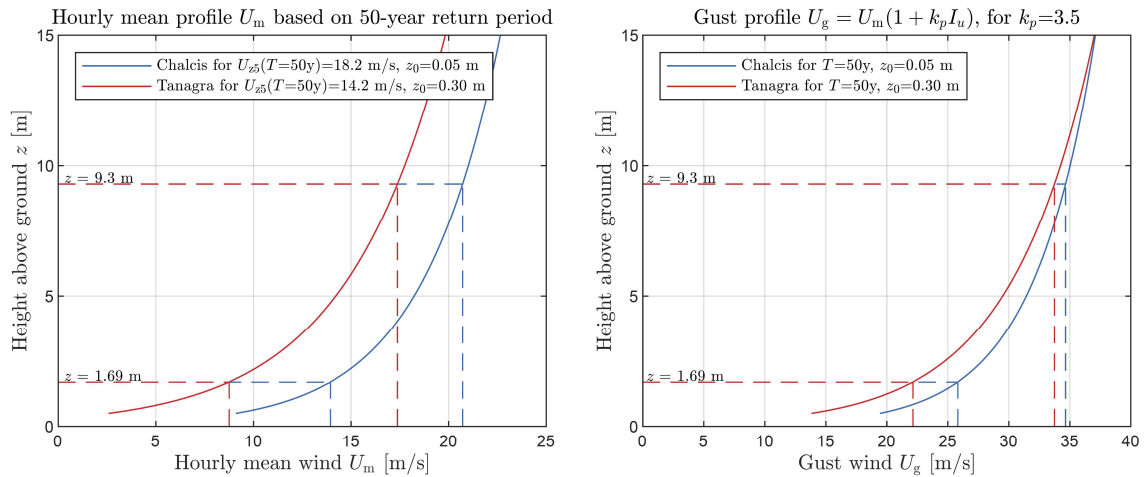 Hourly mean profile Uₘ based on 50-year return period
15
10
5
0
Height above ground z [m]
Chalcis for U_z5(T=50y)=18.2 m/s, z₀=0.05 m
Tanagra for U_z5(T=50y)=14.2 m/s, z₀=0.30 m
z = 9.3 m
z = 1.69 m
0 5 10 15 20 25
Hourly mean wind Uₘ [m/s]
Gust profile U_g = Uₘ(1 + kₚIᵤ), for kₚ=3.5
15
10
5
0
Height above ground z [m]
Chalcis for T=50y, z₀=0.05 m
Tanagra for T=50y, z₀=0.30 m
z = 9.3 m
z = 1.69 m
0 5 10 15 20 25 30 35 40
Gust wind U_g [m/s]